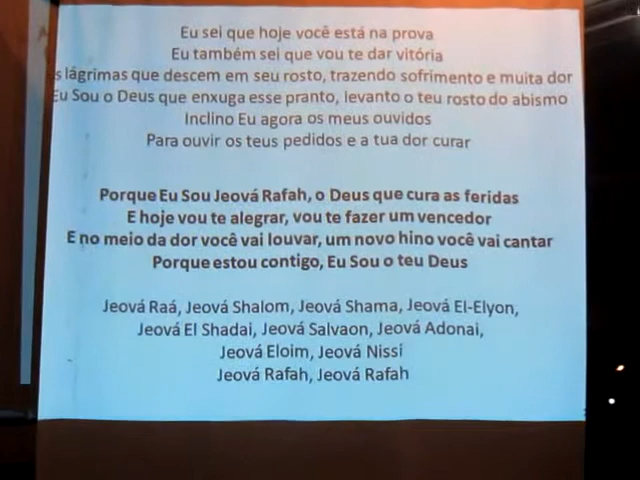 Eu sei que hoje você está na prova
Eu também sei que vou te dar vitória
s lágrimas que descem em seu rosto, trazendo sofrimento e muita dor
Eu Sou o Deus que enxuga esse pranto, levanto o teu rosto do abismo
Inclino Eu agora os meus ouvidos
Para ouvir os teus pedidos e a tua dor curar
Porque Eu Sou Jeová Rafah, o Deus que cura as feridas
E hoje vou te alegrar, vou te fazer um vencedor
E no meio da dor você vai louvar, um novo hino você vai cantar
Porque estou contigo, Eu Sou o teu Deus
Jeová Raá, Jeová Shalom, Jeová Shama, Jeová El-Elyon,
Jeová El Shadai, Jeová Salvaon, Jeová Adonai,
Jeová Eloim, Jeová Nissi
Jeová Rafah, Jeová Rafah